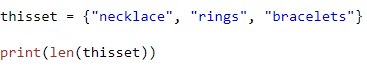 thisset = {"necklace", "rings", "bracelets"}
print(len(thisset))